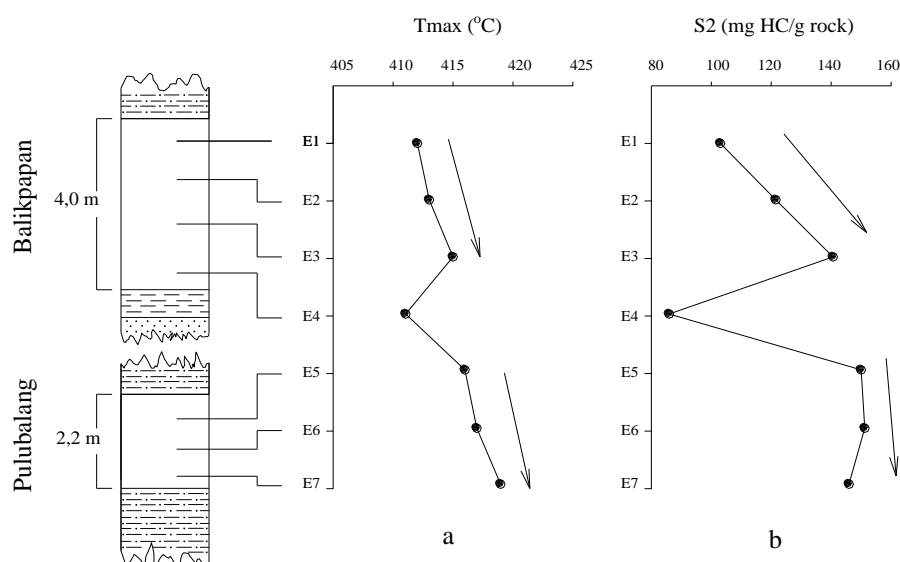 Tmax (°C)
S2 (mg HC/g rock)
405 411 415 420 425
80 100 120 140 160
Balikpapan
4,0 m
E1
E2
E3
E4
E1
E2
E3
E4
Pulubalang
2,2 m
E5
E6
E7
E5
E6
E7
a
b